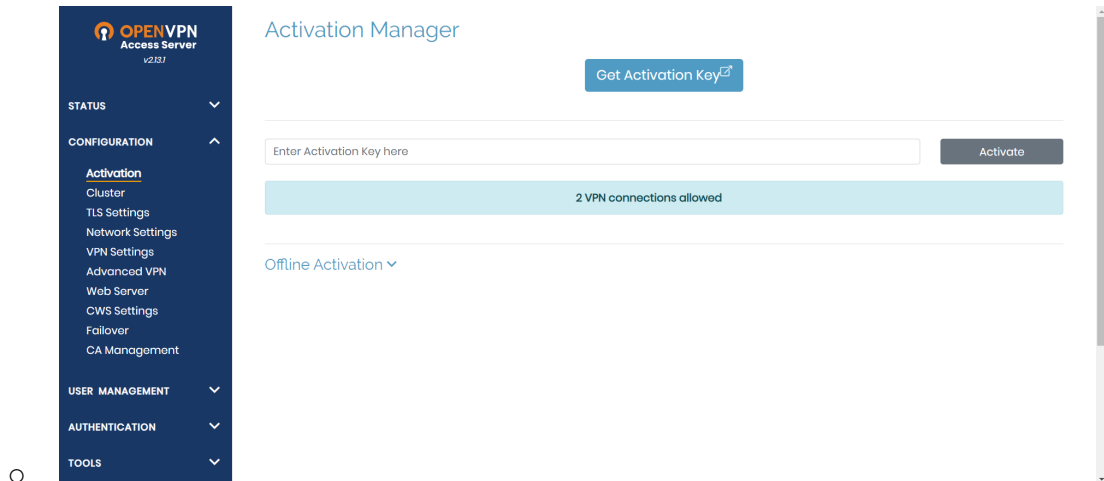 OPENVPN
Access Server
v2.13.1
STATUS
CONFIGURATION
Activation
Cluster
TLS Settings
Network Settings
VPN Settings
Advanced VPN
Web Server
CWS Settings
Failover
CA Management
USER MANAGEMENT
AUTHENTICATION
TOOLS
Activation Manager
Get Activation Key
Enter Activation Key here
Activate
2 VPN connections allowed
Offline Activation